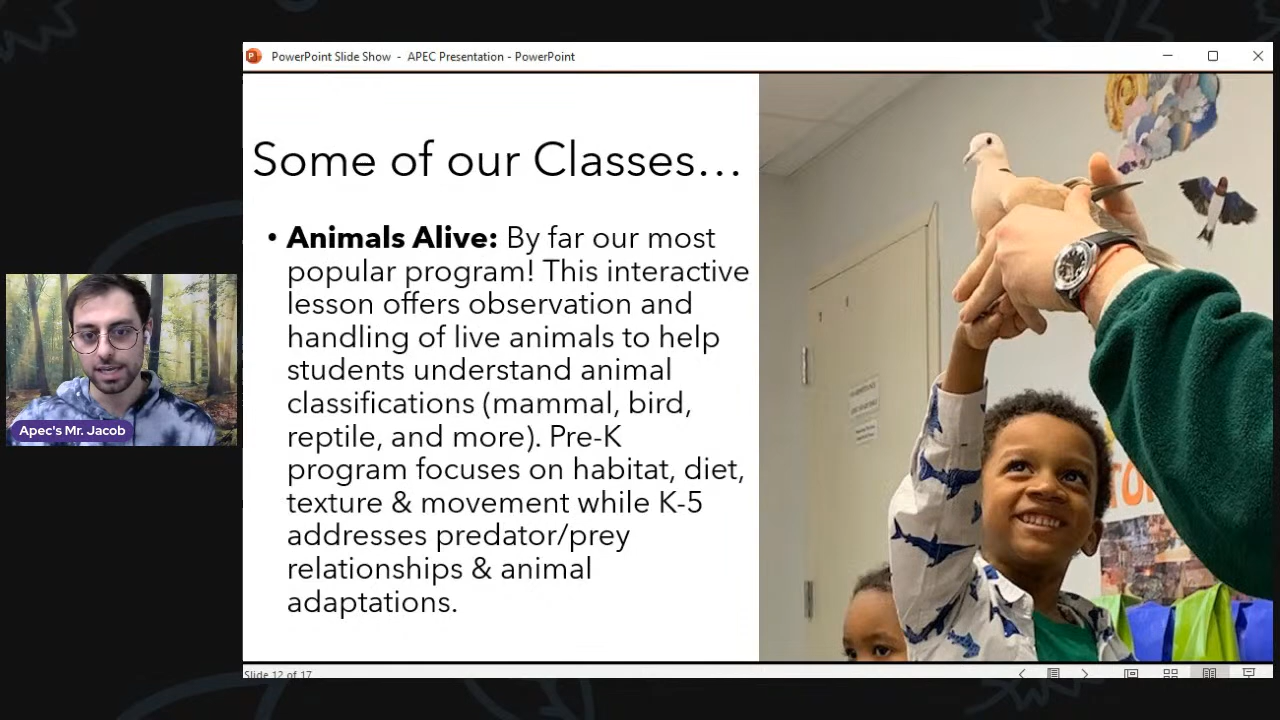 PowerPoint Slide Show - APEC Presentation - PowerPoint
Some of our Classes...
• Animals Alive: By far our most
popular program! This interactive
lesson offers observation and
handling of live animals to help
students understand animal
classifications (mammal, bird,
reptile, and more). Pre-K
program focuses on habitat, diet,
texture & movement while K-5
addresses predator/prey
relationships & animal
adaptations.
Apec's Mr. Jacob
Slide 12 of 17